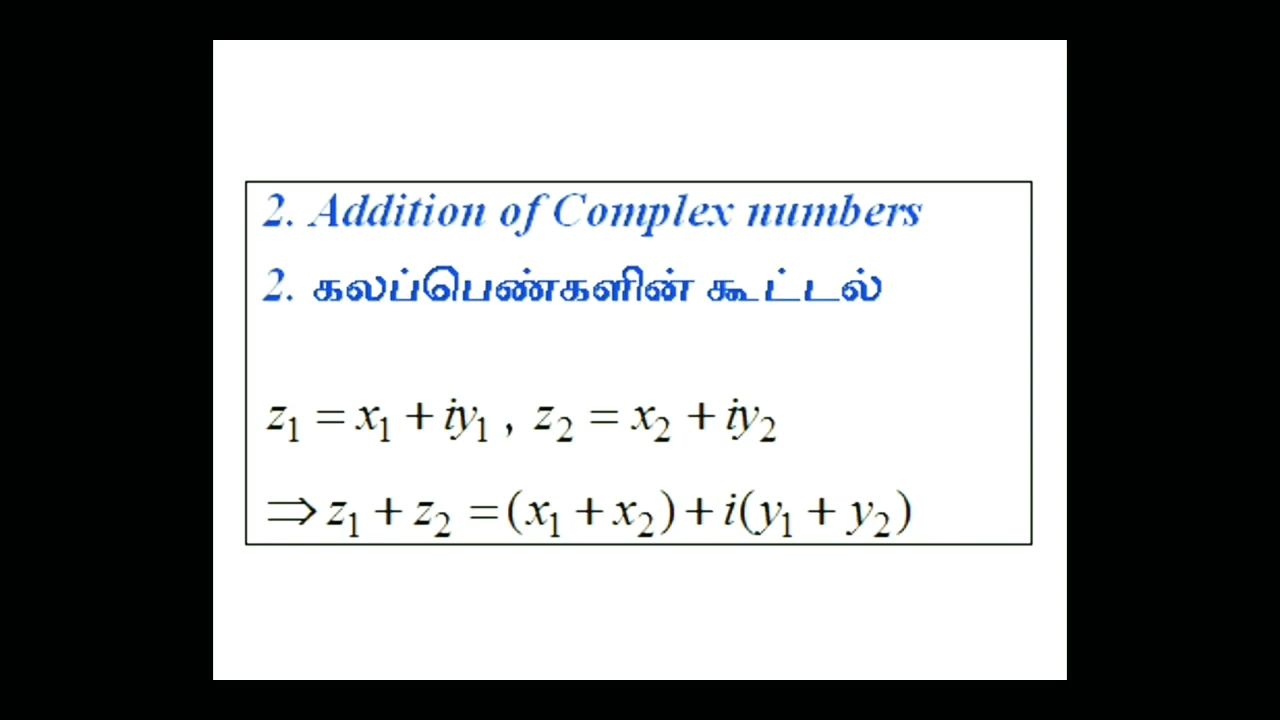 2. Addition of Complex numbers
2. கலப்பெண்களின் கூட்டல்
z₁ = x₁ + iy₁ , z₂ = x₂ + iy₂
⇒ z₁ + z₂ = (x₁ + x₂) + i(y₁ + y₂)